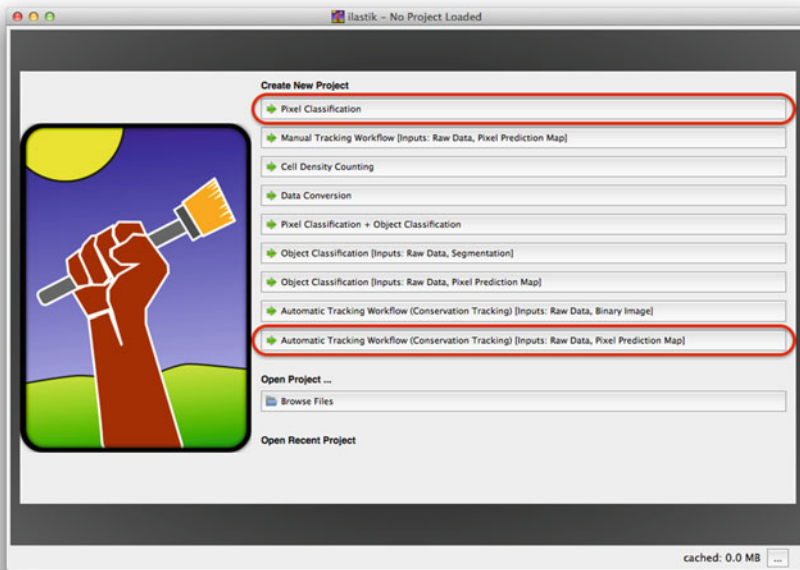 ilastik – No Project Loaded
Create New Project
Pixel Classification
Manual Tracking Workflow [Inputs: Raw Data, Pixel Prediction Map]
Cell Density Counting
Data Conversion
Pixel Classification + Object Classification
Object Classification [Inputs: Raw Data, Segmentation]
Object Classification [Inputs: Raw Data, Pixel Prediction Map]
Automatic Tracking Workflow (Conservation Tracking) [Inputs: Raw Data, Binary Image]
Automatic Tracking Workflow (Conservation Tracking) [Inputs: Raw Data, Pixel Prediction Map]
Open Project ...
Browse Files
Open Recent Project
cached: 0.0 MB ...